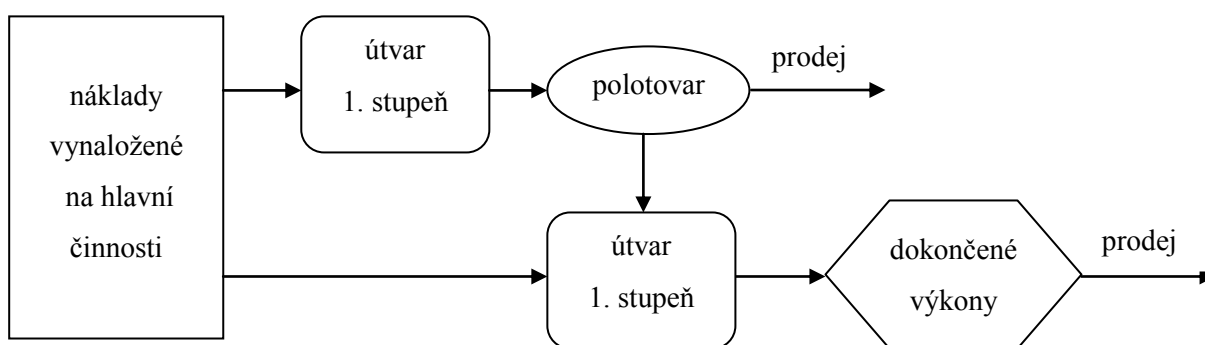 náklady
vynaložené
na hlavní
činnosti
útvar
1. stupeň
polotovar
prodej
útvar
1. stupeň
dokončené
výkony
prodej